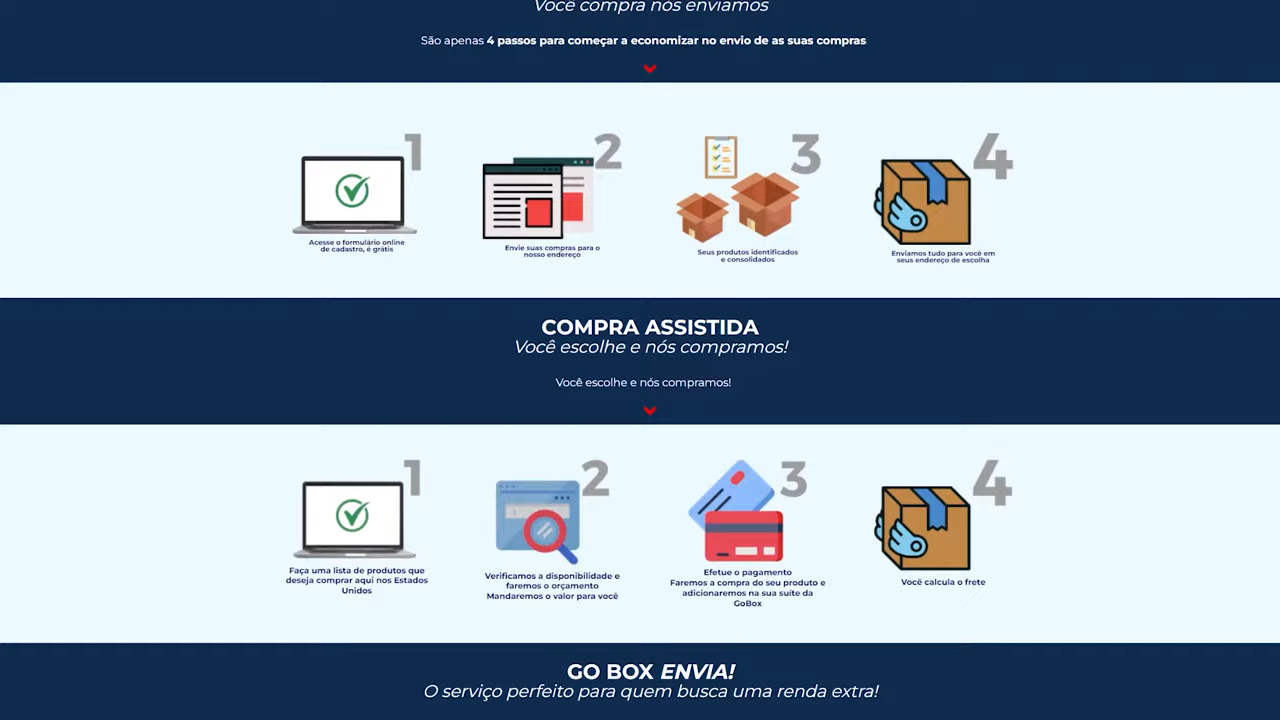 Você compra nós enviamos
São apenas 4 passos para começar a economizar no envio de as suas compras
1
2
3
4
Acesse o formulário online
de cadastro, é grátis
Envie suas compras para o
nosso endereço
Seus produtos identificados
e consolidados
Enviamos tudo para você em
seus endereço de escolha
COMPRA ASSISTIDA
Você escolhe e nós compramos!
Você escolhe e nós compramos!
1
2
3
4
Faça uma lista de produtos que
deseja comprar aqui nos Estados
Unidos
Verificamos a disponibilidade e
faremos o orçamento
Mandaremos o valor para você
Efetue o pagamento
Faremos a compra do seu produto e
adicionaremos na sua suíte da
GoBox
Você calcula o frete
GO BOX ENVIA!
O serviço perfeito para quem busca uma renda extra!